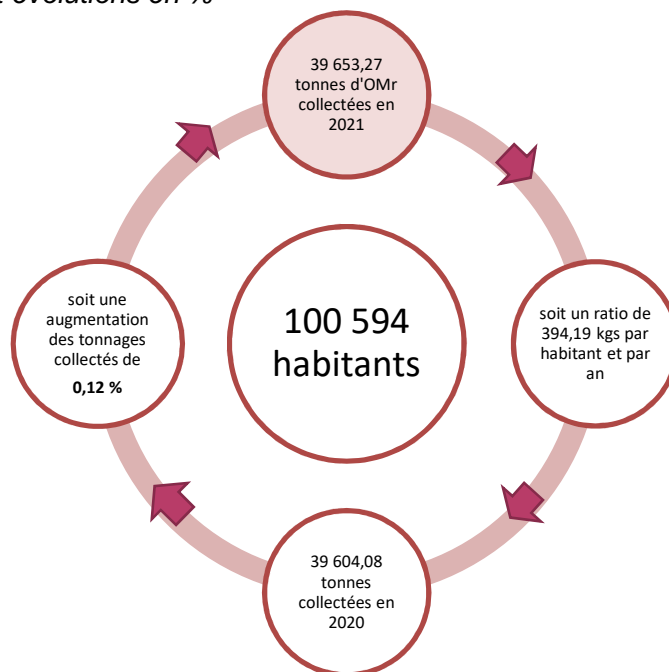 évolutions en %
39 653,27
tonnes d'OMr
collectées en
2021
soit une
augmentation
des tonnages
collectés de
0,12 %
100 594
habitants
soit un ratio de
394,19 kgs par
habitant et par
an
39 604,08
tonnes
collectées en
2020